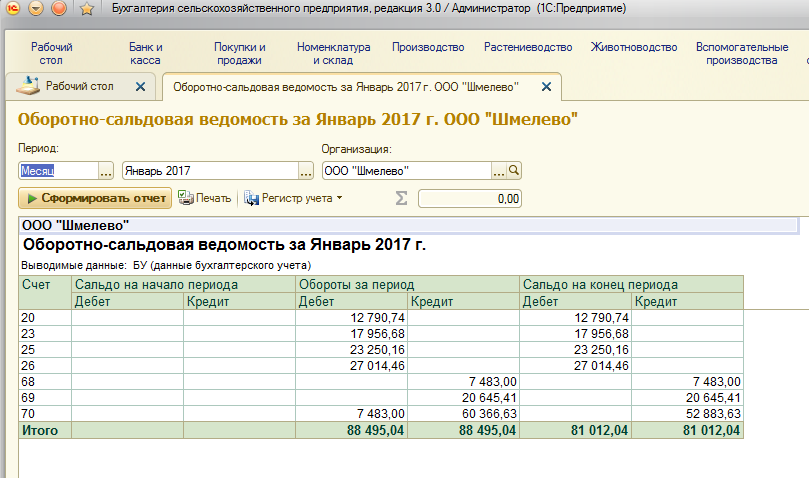 Бухгалтерия сельскохозяйственного предприятия, редакция 3.0 / Администратор (1С:Предприятие)
Рабочий стол Банк и касса Покупки и продажи Номенклатура и склад Производство Растениеводство Животноводство Вспомогательные производства
Рабочий стол Оборотно-сальдовая ведомость за Январь 2017 г. ООО "Шмелево"
Оборотно-сальдовая ведомость за Январь 2017 г. ООО "Шмелево"
Период: Организация:
Месяц ... Январь 2017 ... ООО "Шмелево" ...
Сформировать отчет Печать Регистр учета Σ 0,00
ООО "Шмелево"
Оборотно-сальдовая ведомость за Январь 2017 г.
Выводимые данные: БУ (данные бухгалтерского учета)
Счет Сальдо на начало периода Обороты за период Сальдо на конец периода
Дебет Кредит Дебет Кредит Дебет Кредит
20 12 790,74 12 790,74
23 17 956,68 17 956,68
25 23 250,16 23 250,16
26 27 014,46 27 014,46
68 7 483,00 7 483,00
69 20 645,41 20 645,41
70 7 483,00 60 366,63 52 883,63
Итого 88 495,04 88 495,04 81 012,04 81 012,04